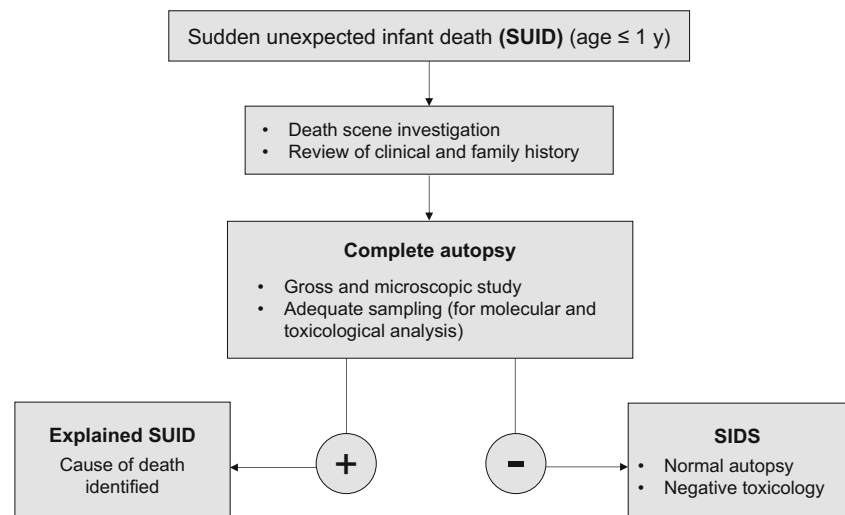 Sudden unexpected infant death (SUID) (age ≤ 1 y)
• Death scene investigation
• Review of clinical and family history
Complete autopsy
• Gross and microscopic study
• Adequate sampling (for molecular and
toxicological analysis)
Explained SUID
Cause of death
identified
+
-
SIDS
• Normal autopsy
• Negative toxicology